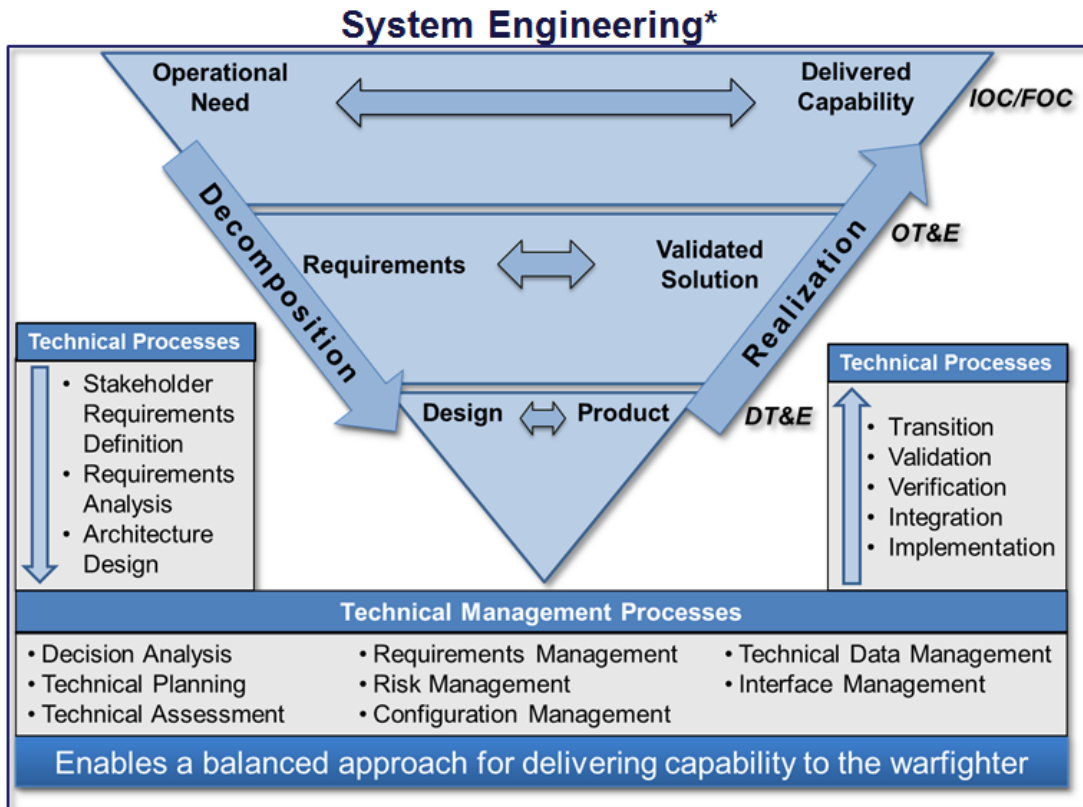 System Engineering*
Operational
Need
Delivered
Capability
IOC/FOC
Decomposition
Realization
OT&E
Requirements
Validated
Solution
Design
Product
DT&E
Technical Processes
• Stakeholder
Requirements
Definition
• Requirements
Analysis
• Architecture
Design
Technical Processes
• Transition
• Validation
• Verification
• Integration
• Implementation
Technical Management Processes
• Decision Analysis
• Technical Planning
• Technical Assessment
• Requirements Management
• Risk Management
• Configuration Management
• Technical Data Management
• Interface Management
Enables a balanced approach for delivering capability to the warfighter